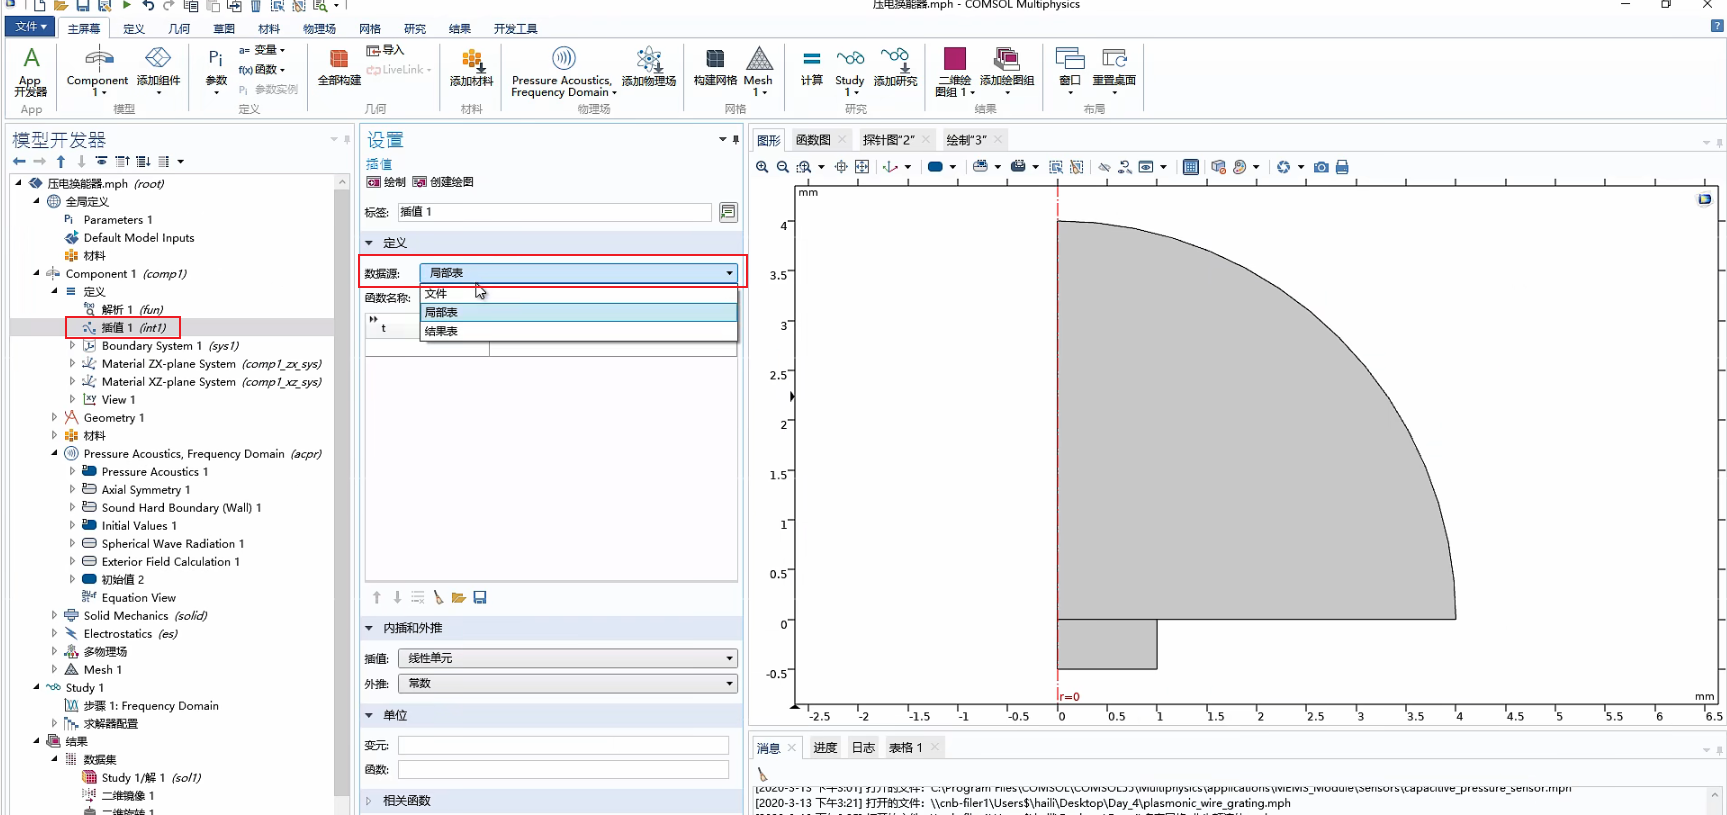 压电换能器.mph - COMSOL Multiphysics
文件 主屏幕 定义 几何 草图 材料 物理场 网格 研究 结果 开发工具
App 开发器
App
Component 1
添加组件
模型
Pi 参数
a= 变量
f(x) 函数
Pi 参数实例
定义
全部构建
导入
LiveLink
几何
添加材料
材料
Pressure Acoustics, Frequency Domain
添加物理场
物理场
构建网格
Mesh 1
网格
计算
Study 1
添加研究
研究
二维绘图组 1
添加绘图组
结果
窗口
重置桌面
布局
模型开发器
压电换能器.mph (root)
全局定义
Pi Parameters 1
Default Model Inputs
材料
Component 1 (comp1)
定义
解析 1 (fun)
插值 1 (int1)
Boundary System 1 (sys1)
Material ZX-plane System (comp1_zx_sys)
Material XZ-plane System (comp1_xz_sys)
View 1
Geometry 1
材料
Pressure Acoustics, Frequency Domain (acpr)
Pressure Acoustics 1
Axial Symmetry 1
Sound Hard Boundary (Wall) 1
Initial Values 1
Spherical Wave Radiation 1
Exterior Field Calculation 1
初始值 2
Equation View
Solid Mechanics (solid)
Electrostatics (es)
多物理场
Mesh 1
Study 1
步骤 1: Frequency Domain
求解器配置
结果
数据集
Study 1/解 1 (sol1)
二维镜像 1
二维旋转 1
设置
插值
绘制 创建绘图
标签: 插值 1
定义
数据源: 局部表
文件
函数名称:
局部表
t
结果表
内插和外推
插值: 线性单元
外推: 常数
单位
变元:
函数:
相关函数
图形 函数图 探针图“2” 绘制“3”
mm
4
3.5
3
2.5
2
1.5
1
0.5
0
-0.5
r=0
mm
-2.5 -2 -1.5 -1 -0.5 0 0.5 1 1.5 2 2.5 3 3.5 4 4.5 5 5.5 6 6.5
消息 进度 日志 表格 1
[2020-3-13 下午3:01] 打开的文件: C:\Program Files\COMSOL\COMSOL55\Multiphysics\applications\MEMS_Module\Sensors\capacitive_pressure_sensor.mph
[2020-3-13 下午3:21] 打开的文件: \\cnb-filer1\Users$\haili\Desktop\Day_4\plasmonic_wire_grating.mph